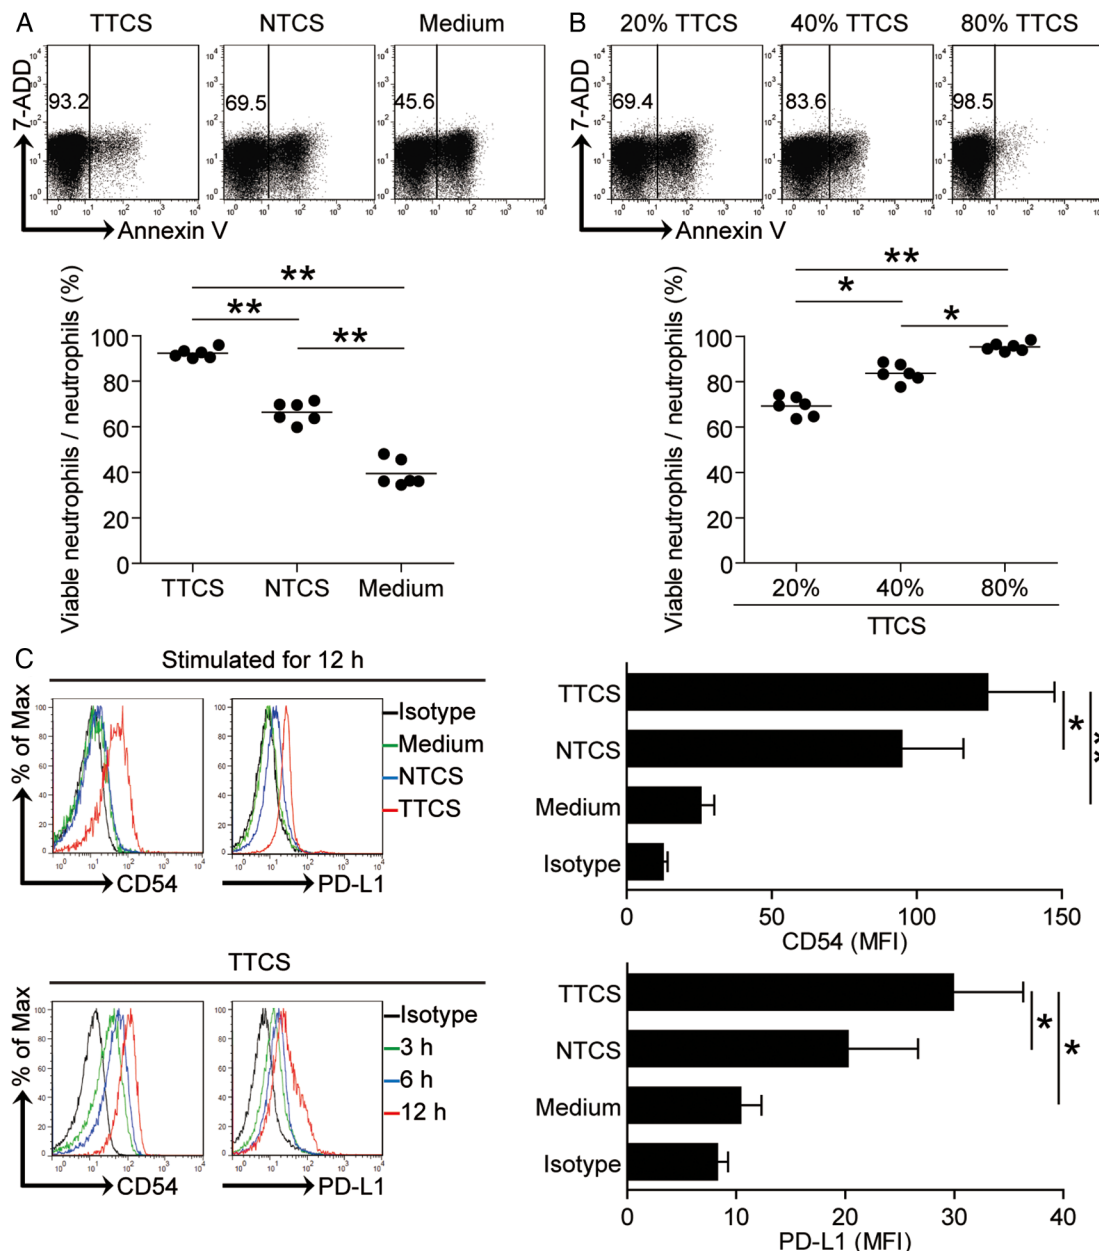 A
TTCS NTCS Medium
7-ADD
93.2 69.5 45.6
Annexin V
B
20% TTCS 40% TTCS 80% TTCS
7-ADD
69.4 83.6 98.5
Annexin V
Viable neutrophils / neutrophils (%)
** ** **
100
80
60
40
20
0
TTCS NTCS Medium
Viable neutrophils / neutrophils (%)
** * *
100
80
60
40
20
0
20% 40% 80%
TTCS
C
Stimulated for 12 h
% of Max
Isotype
Medium
NTCS
TTCS
CD54 PD-L1
TTCS
NTCS
Medium
Isotype
* **
0 50 100 150
CD54 (MFI)
TTCS
% of Max
Isotype
3 h
6 h
12 h
CD54 PD-L1
TTCS
NTCS
Medium
Isotype
* *
0 10 20 30 40
PD-L1 (MFI)